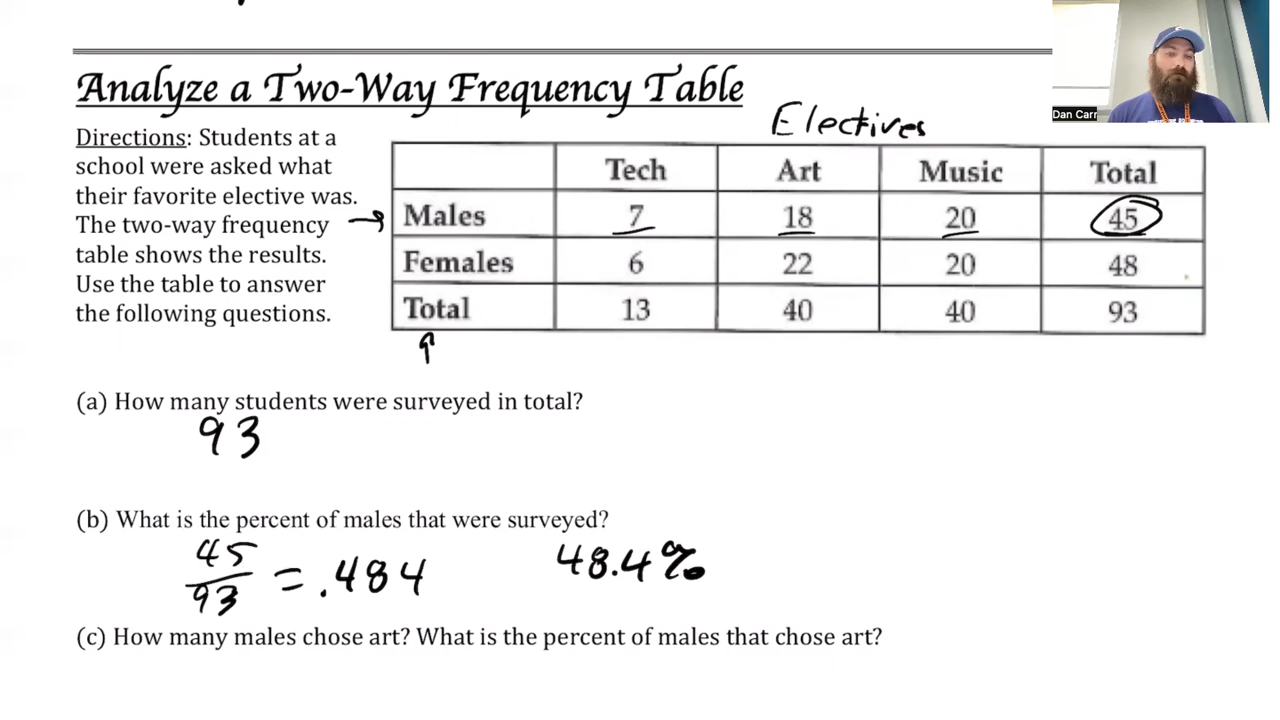 Analyze a Two-Way Frequency Table
Dan Carr
Electives
Directions: Students at a
school were asked what
their favorite elective was.
The two-way frequency
table shows the results.
Use the table to answer
the following questions.
Tech Art Music Total
Males 7 18 20 45
Females 6 22 20 48
Total 13 40 40 93
(a) How many students were surveyed in total?
93
(b) What is the percent of males that were surveyed?
45/93 = .484 48.4%
(c) How many males chose art? What is the percent of males that chose art?